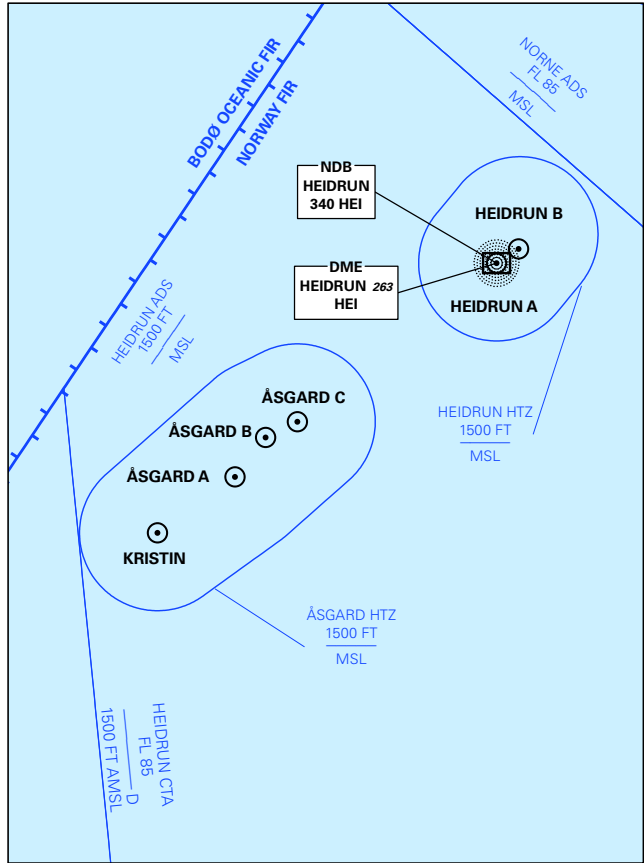 BODØ OCEANIC FIR
NORWAY FIR
NORNE ADS
FL 85
MSL
NDB
HEIDRUN
340 HEI
HEIDRUN B
DME
HEIDRUN 263
HEI
HEIDRUN A
HEIDRUN ADS
1500 FT
MSL
ÅSGARD C
ÅSGARD B
HEIDRUN HTZ
1500 FT
MSL
ÅSGARD A
KRISTIN
ÅSGARD HTZ
1500 FT
MSL
HEIDRUN CTA
FL 85
D
1500 FT AMSL